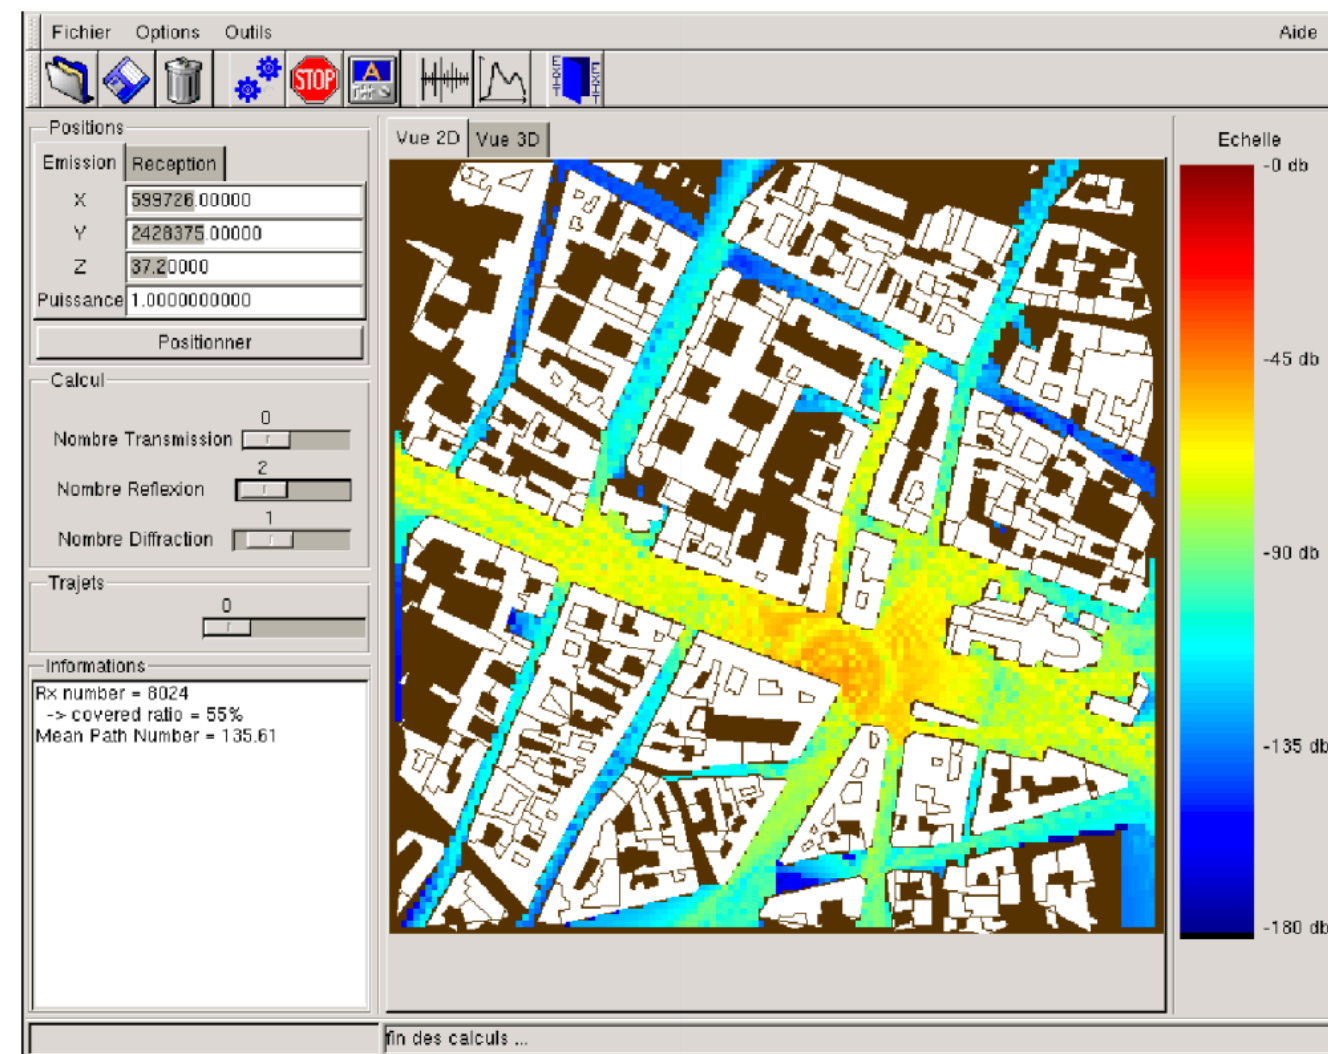 Fichier Options Outils Aide
STOP
A
EXIT EXIT
Positions
Emission Reception
X 599726.00000
Y 2428375.00000
Z 37.20000
Puissance 1.0000000000
Positionner
Calcul
0
Nombre Transmission
2
Nombre Reflexion
1
Nombre Diffraction
Trajets
0
Informations
Rx number = 8024
-> covered ratio = 55%
Mean Path Number = 135.61
Vue 2D Vue 3D
Echelle
-0 db
-45 db
-90 db
-135 db
-180 db
fin des calculs ...